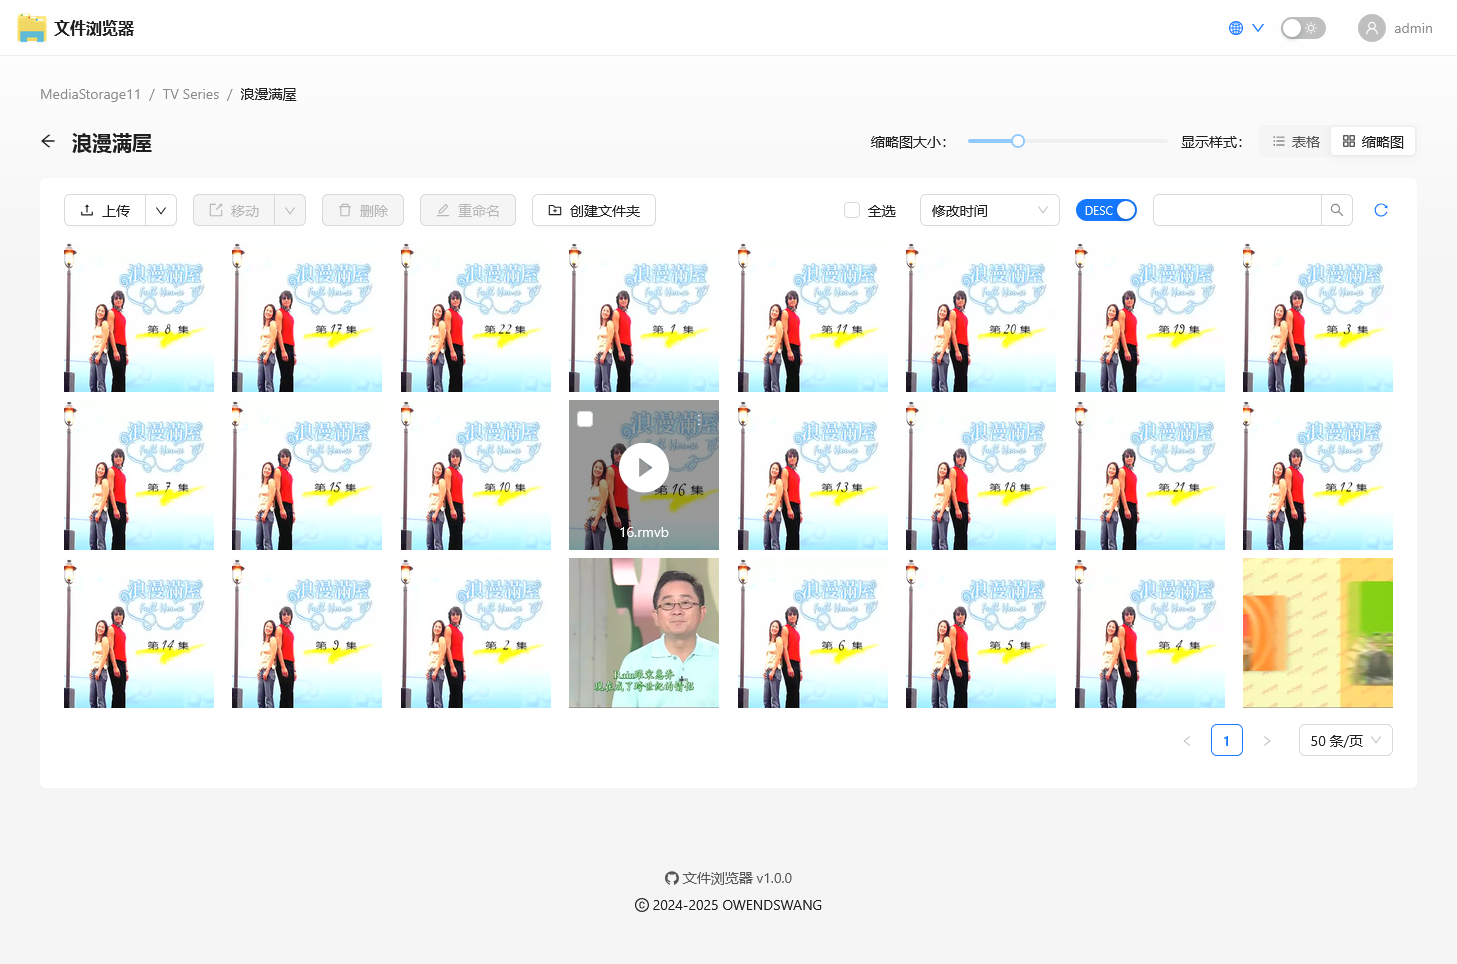 文件浏览器
admin
MediaStorage11 / TV Series / 浪漫满屋
浪漫满屋
缩略图大小：
显示样式：
表格
缩略图
上传
移动
删除
重命名
创建文件夹
全选
修改时间
DESC
浪漫满屋 Full House 第 8 集
浪漫满屋 Full House 第 17 集
浪漫满屋 Full House 第 22 集
浪漫满屋 Full House 第 1 集
浪漫满屋 Full House 第 11 集
浪漫满屋 Full House 第 20 集
浪漫满屋 Full House 第 19 集
浪漫满屋 Full House 第 3 集
浪漫满屋 Full House 第 7 集
浪漫满屋 Full House 第 15 集
浪漫满屋 Full House 第 10 集
浪漫满屋 Full House 第 16 集
16.rmvb
浪漫满屋 Full House 第 13 集
浪漫满屋 Full House 第 18 集
浪漫满屋 Full House 第 21 集
浪漫满屋 Full House 第 12 集
浪漫满屋 Full House 第 14 集
浪漫满屋 Full House 第 9 集
浪漫满屋 Full House 第 2 集
现在成了跨世纪的情侣
浪漫满屋 Full House 第 6 集
浪漫满屋 Full House 第 5 集
浪漫满屋 Full House 第 4 集
1
50 条/页
文件浏览器 v1.0.0
© 2024-2025 OWENDSWANG